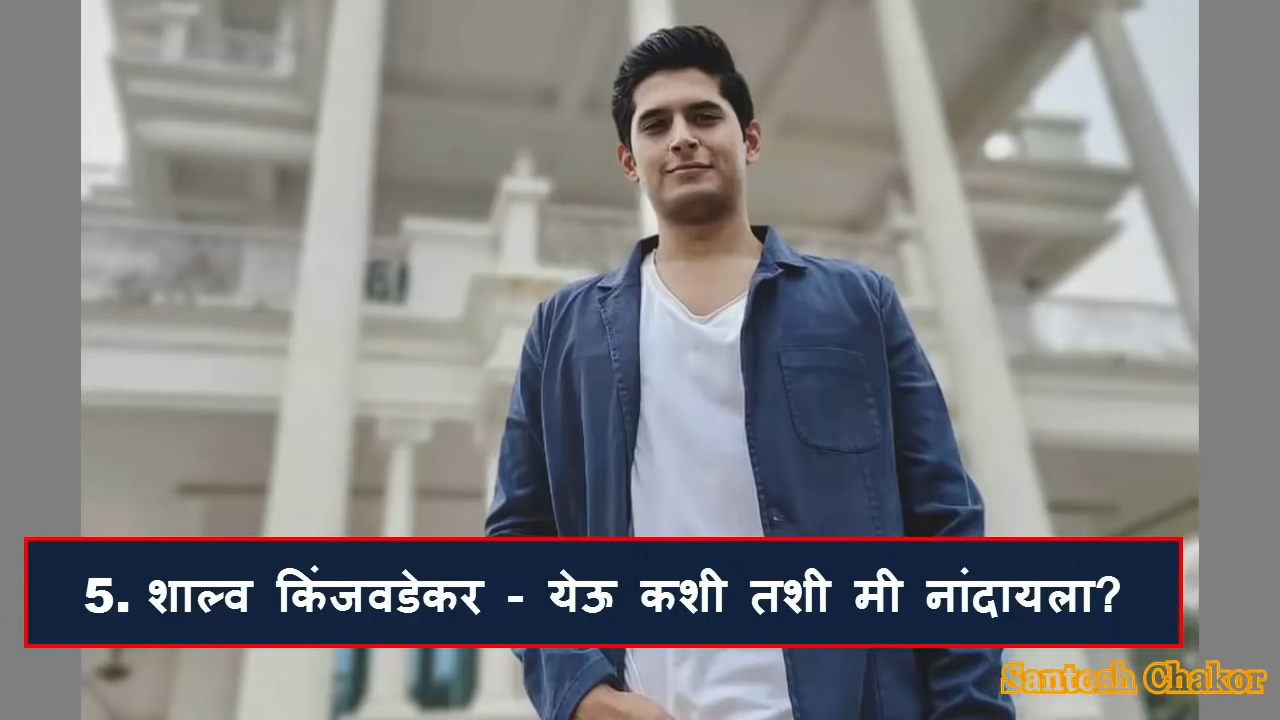 5. शाल्व किंजवडेकर - येऊ कशी तशी मी नांदायला?
Santosh Chakor